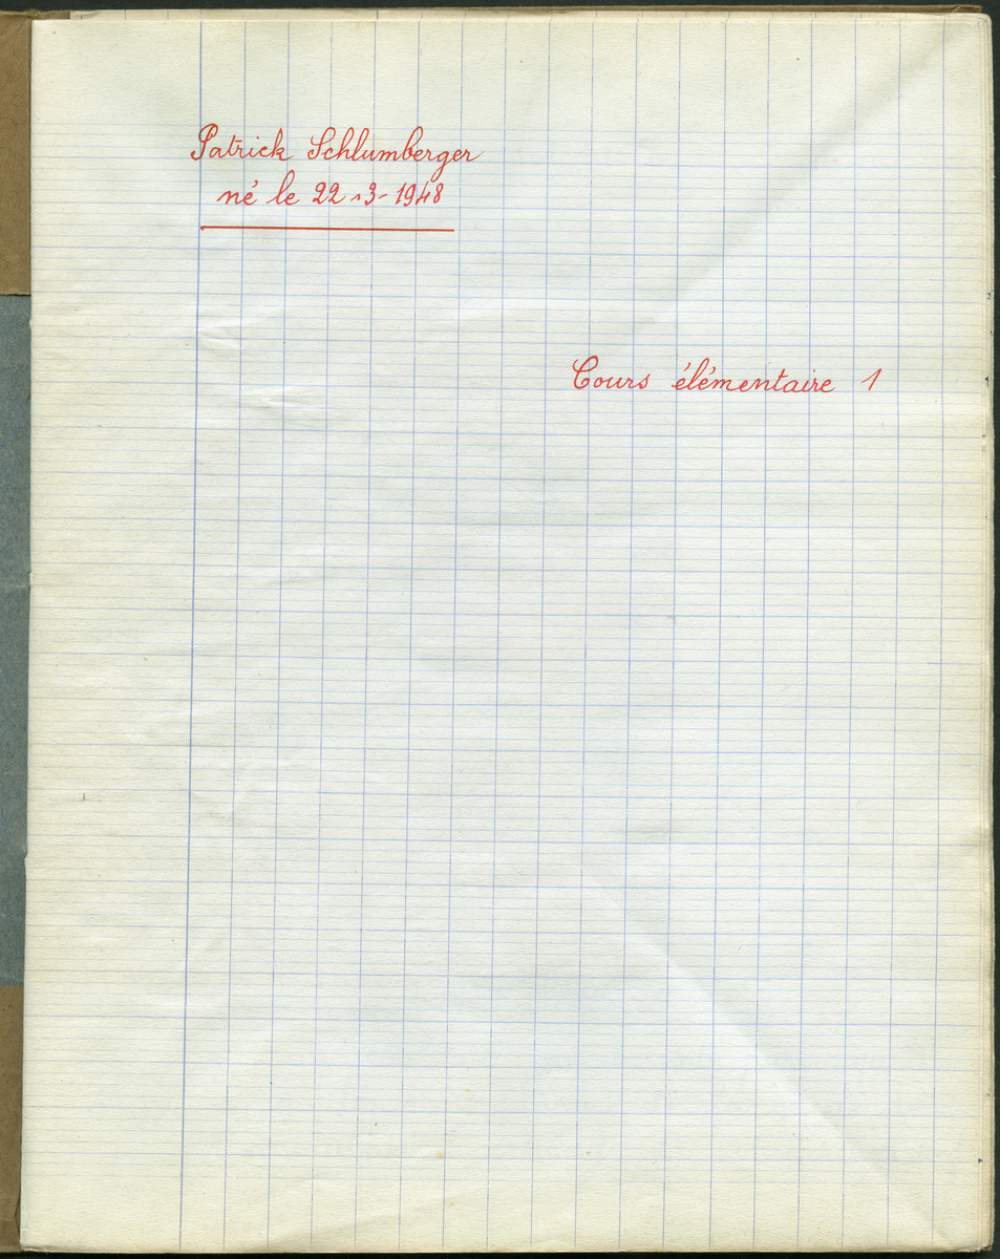 Patrick Schlumberger
né le 22-3-1948
Cours élémentaire 1